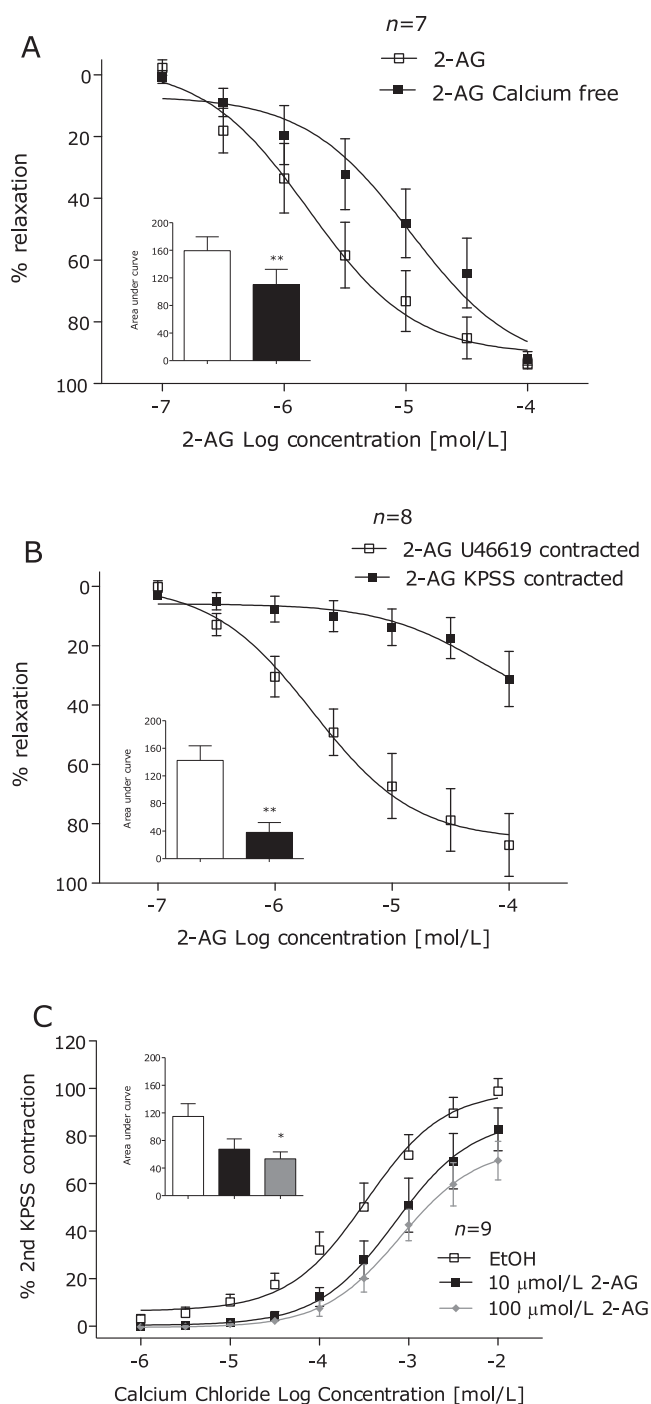 A
n=7
2-AG
2-AG Calcium free
% relaxation
0
20
40
60
80
100
Area under curve
200
160
120
80
40
0
**
-7
-6
-5
-4
2-AG Log concentration [mol/L]
B
n=8
2-AG U46619 contracted
2-AG KPSS contracted
% relaxation
0
20
40
60
80
100
Area under curve
200
160
120
80
40
0
**
-7
-6
-5
-4
2-AG Log concentration [mol/L]
C
% 2nd KPSS contraction
120
100
80
60
40
20
0
Area under curve
200
160
120
80
40
0
*
n=9
EtOH
10 μmol/L 2-AG
100 μmol/L 2-AG
-6
-5
-4
-3
-2
Calcium Chloride Log Concentration [mol/L]